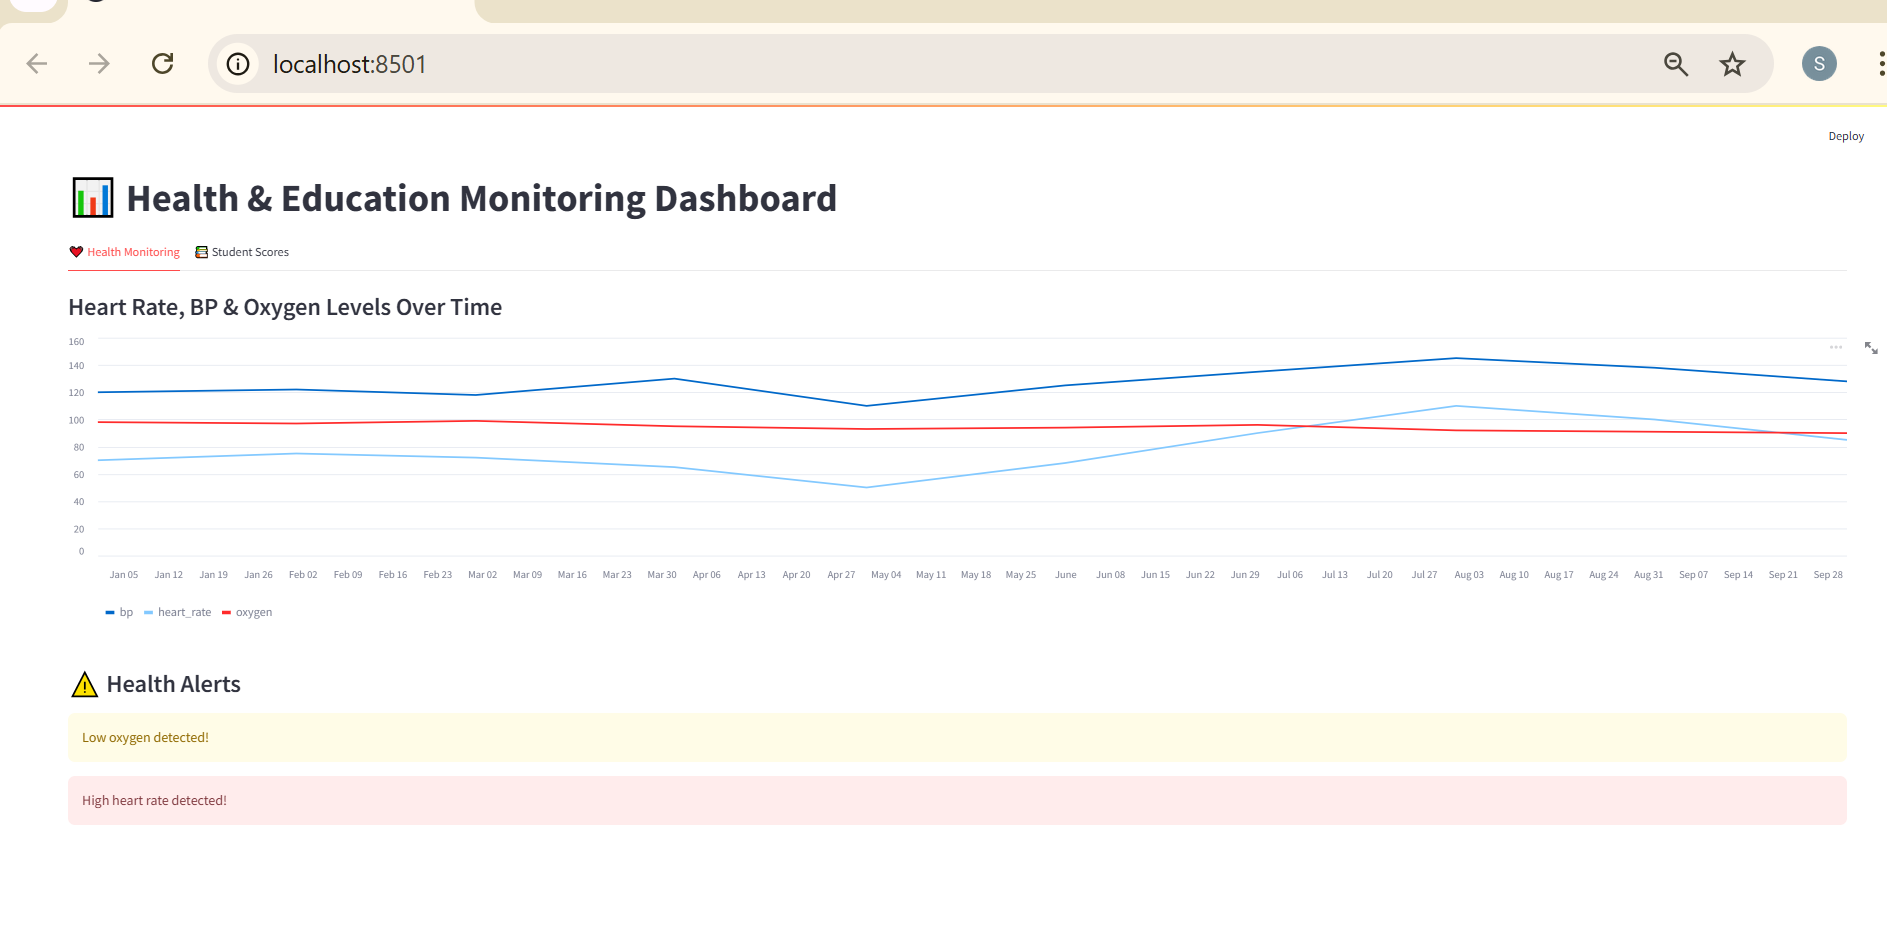 localhost:8501
S
Deploy
Health & Education Monitoring Dashboard
Health Monitoring Student Scores
Heart Rate, BP & Oxygen Levels Over Time
160
140
120
100
80
60
40
20
0
Jan 05 Jan 12 Jan 19 Jan 26 Feb 02 Feb 09 Feb 16 Feb 23 Mar 02 Mar 09 Mar 16 Mar 23 Mar 30 Apr 06 Apr 13 Apr 20 Apr 27 May 04 May 11 May 18 May 25 June Jun 08 Jun 15 Jun 22 Jun 29 Jul 06 Jul 13 Jul 20 Jul 27 Aug 03 Aug 10 Aug 17 Aug 24 Aug 31 Sep 07 Sep 14 Sep 21 Sep 28
bp heart_rate oxygen
Health Alerts
Low oxygen detected!
High heart rate detected!